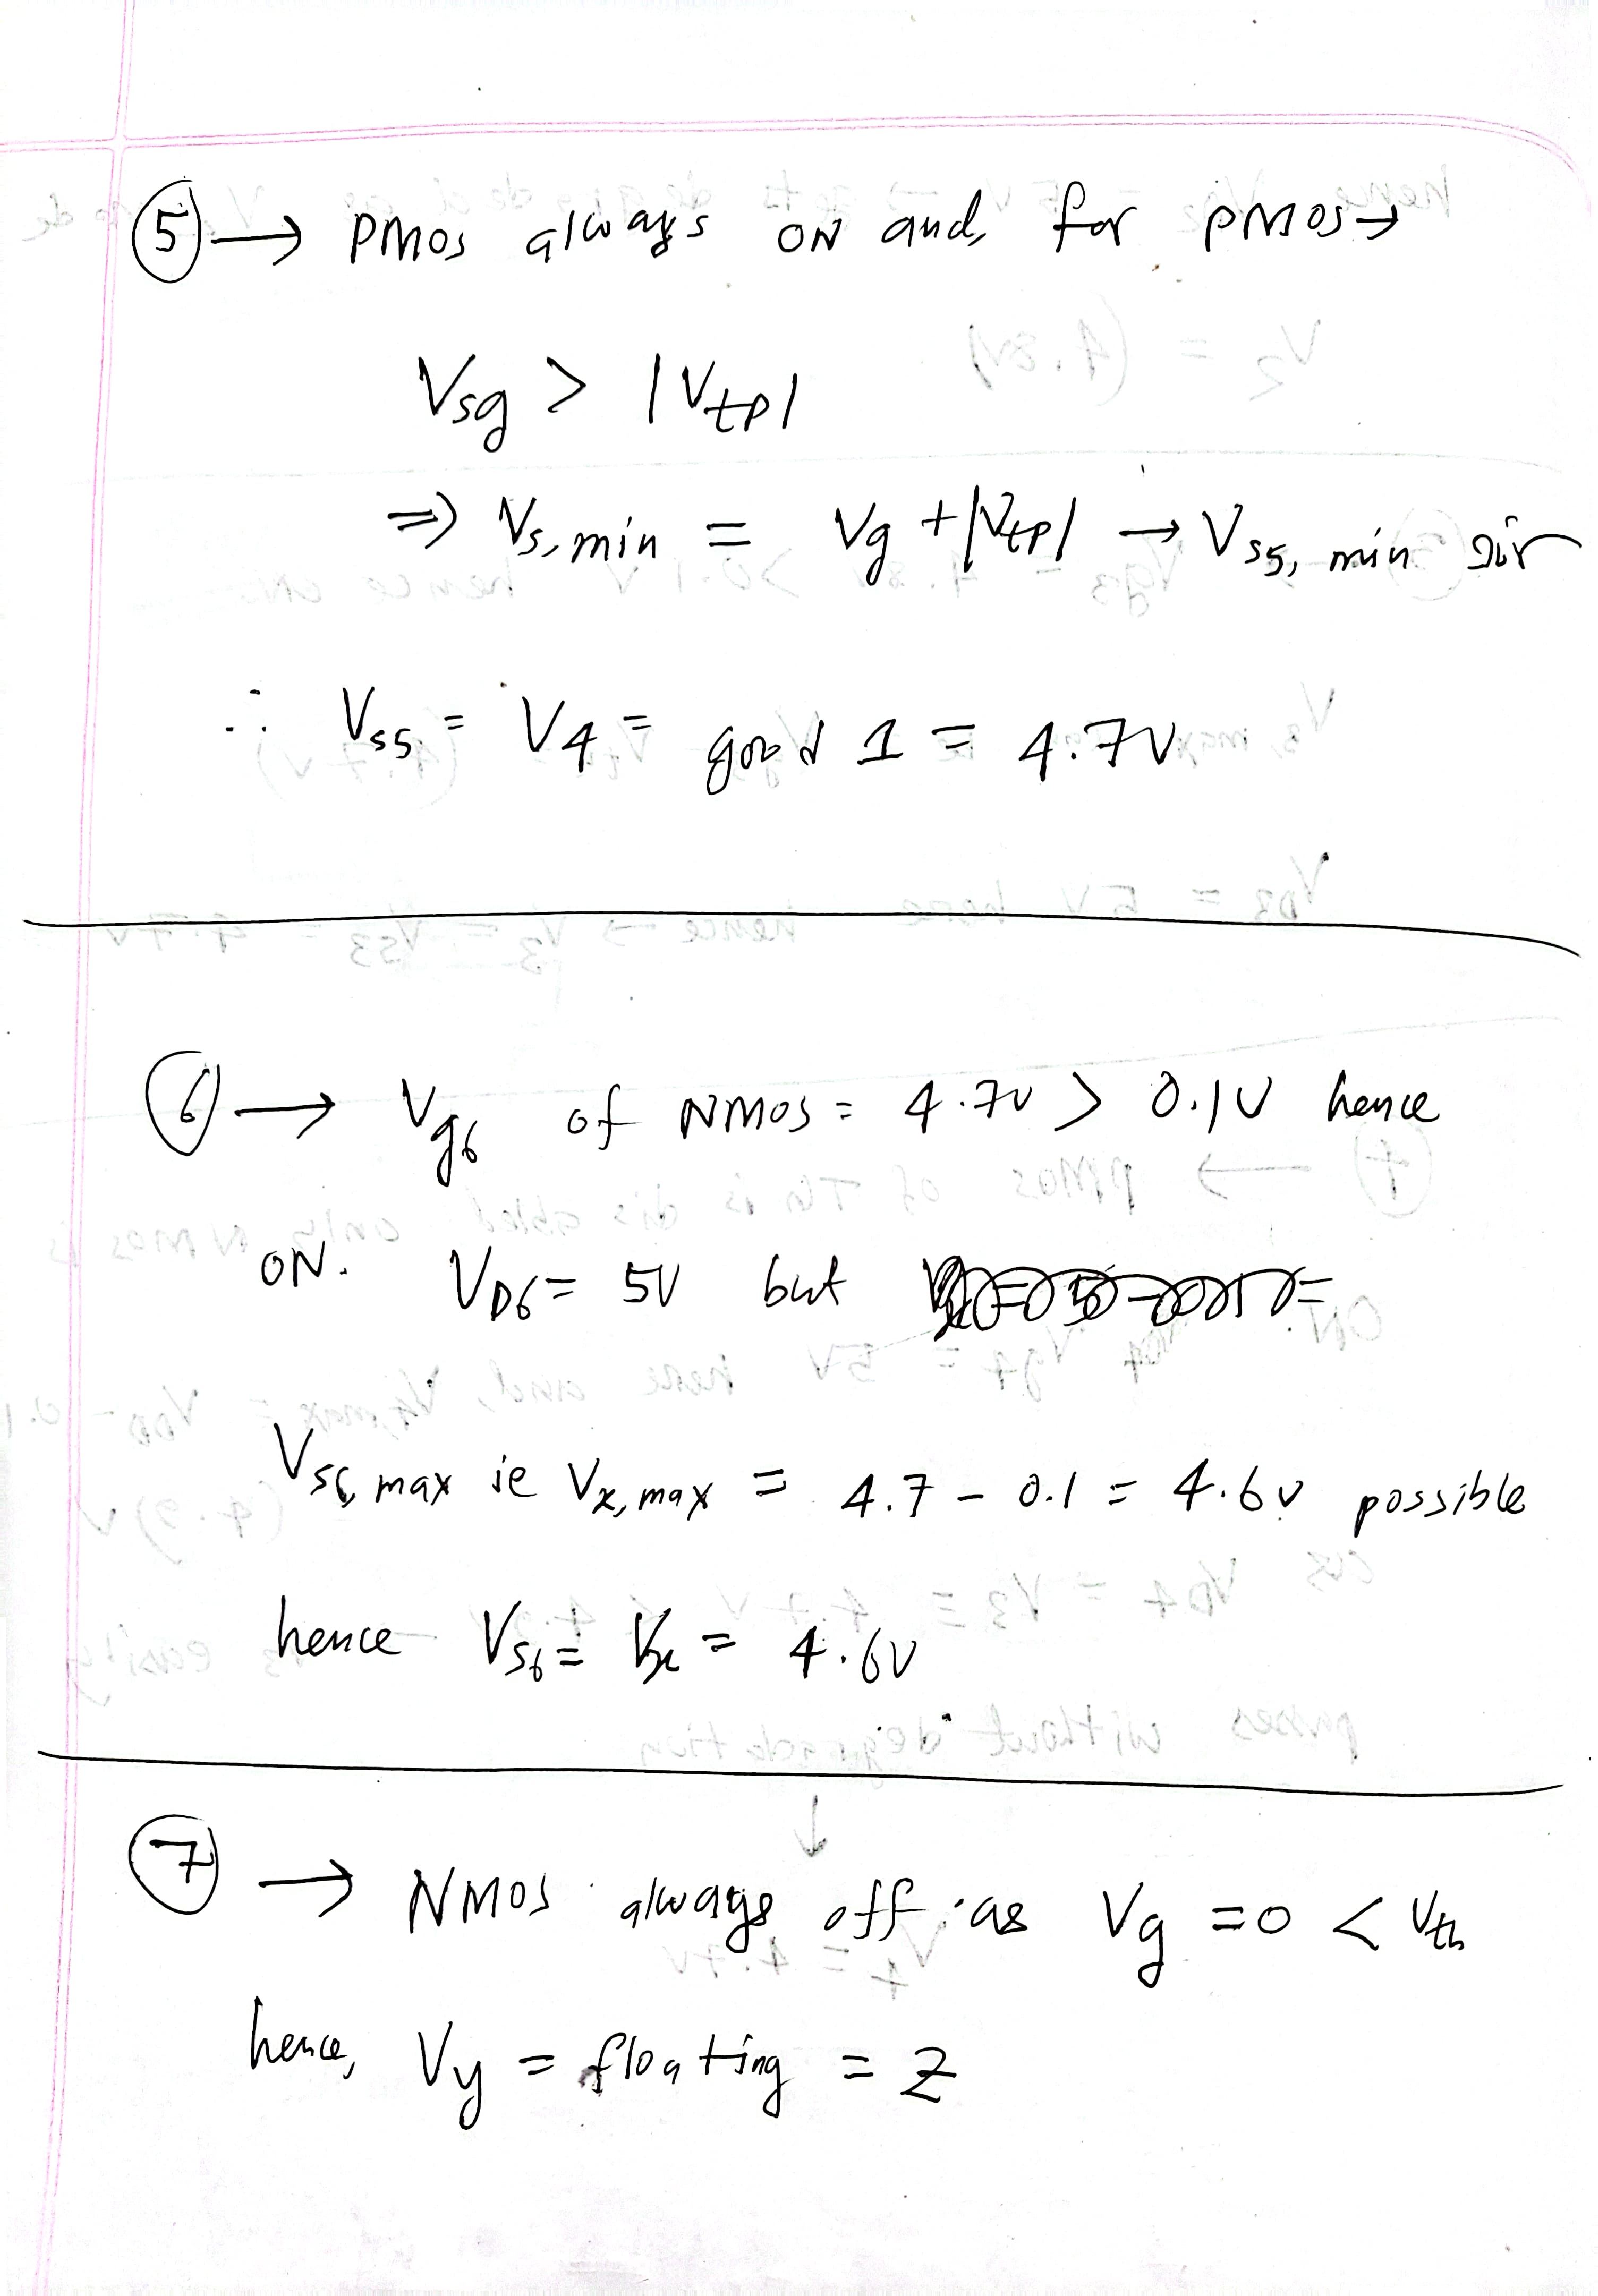 ⑤ → PMOS always ON and, for PMOS →
Vsg > |Vtp|
⇒ Vs,min = Vg + |Vtp| → Vs5, min sir
∴ Vs5 = V4 = good 1 = 4.7V
⑥ → Vg6 of NMOS = 4.7V > 0.1V hence
ON. VD6 = 5V but
Vs6,max ie Vx,max = 4.7 - 0.1 = 4.6V possible
hence Vs6 = Vx = 4.6V
⑦ → NMOS always off as Vg = 0 < Vth
hence, Vy = floating = Z